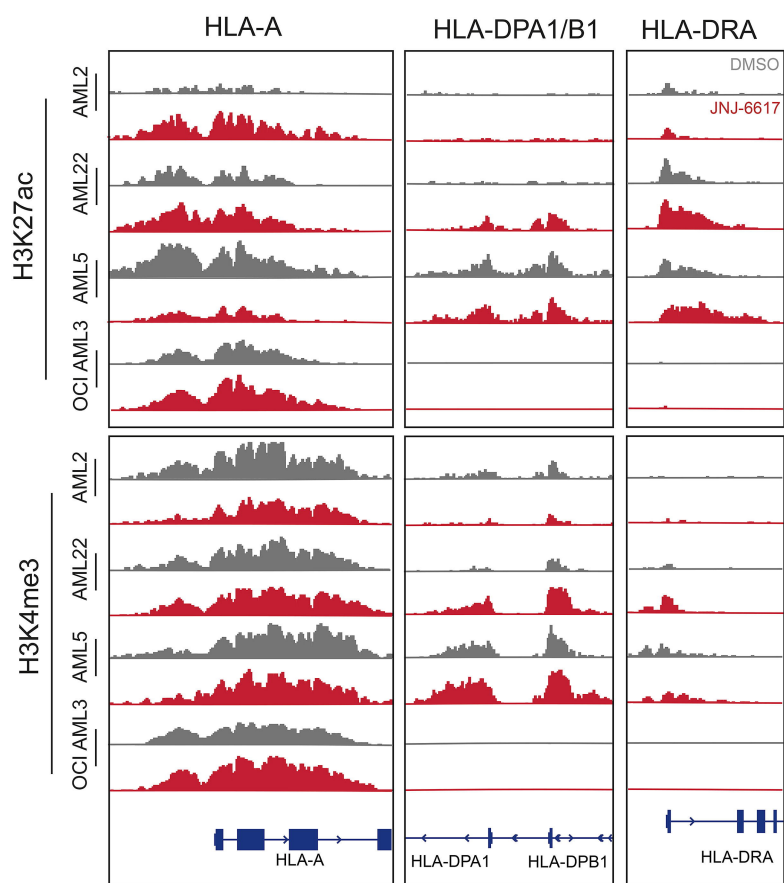 HLA-A
HLA-DPA1/B1
HLA-DRA
DMSO
JNJ-6617
H3K27ac
AML2
AML22
AML5
OCI AML3
H3K4me3
AML2
AML22
AML5
OCI AML3
HLA-A
HLA-DPA1
HLA-DPB1
HLA-DRA